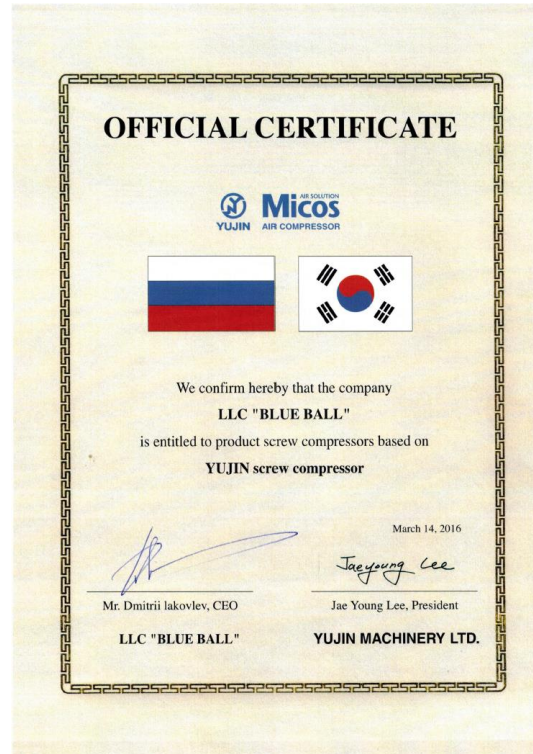 OFFICIAL CERTIFICATE
AIR SOLUTION
YUJIN Micos
AIR COMPRESSOR
We confirm hereby that the company
LLC "BLUE BALL"
is entitled to product screw compressors based on
YUJIN screw compressor
March 14, 2016
Jaeyoung Lee
Mr. Dmitrii lakovlev, CEO
Jae Young Lee, President
LLC "BLUE BALL"
YUJIN MACHINERY LTD.